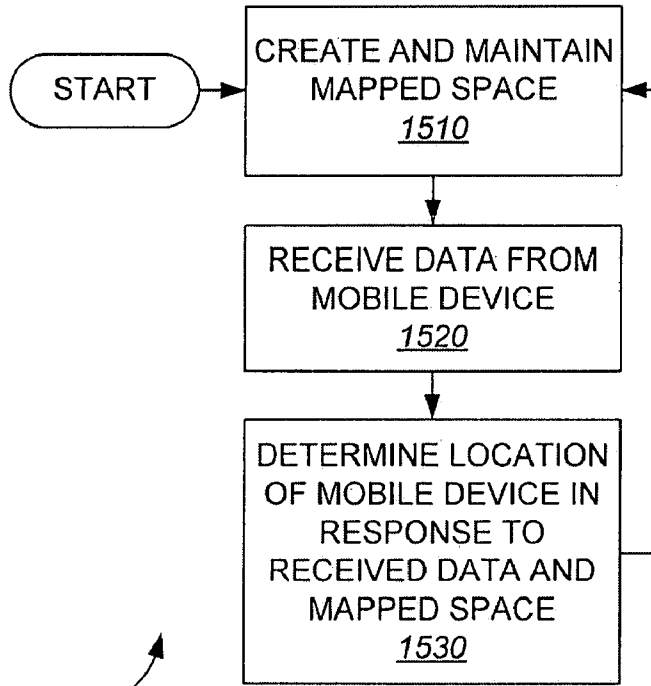 START
CREATE AND MAINTAIN
MAPPED SPACE
1510
RECEIVE DATA FROM
MOBILE DEVICE
1520
DETERMINE LOCATION
OF MOBILE DEVICE IN
RESPONSE TO
RECEIVED DATA AND
MAPPED SPACE
1530